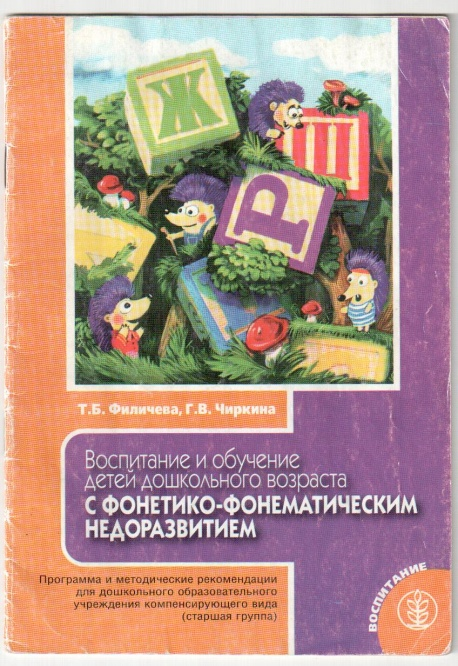 Ж
Ш
Р
Т.Б. Филичева, Г.В. Чиркина
Воспитание и обучение
детей дошкольного возраста
С ФОНЕТИКО-ФОНЕМАТИЧЕСКИМ
НЕДОРАЗВИТИЕМ
Программа и методические рекомендации
для дошкольного образовательного
учреждения компенсирующего вида
(старшая группа)
ВОСПИТАНИЕ